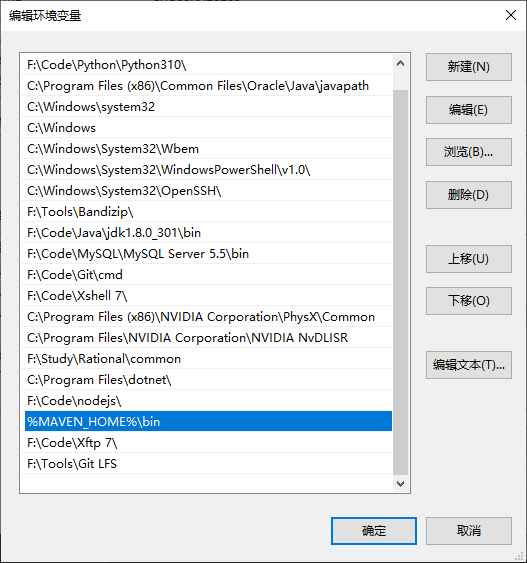 编辑环境变量
F:\Code\Python\Python310\
C:\Program Files (x86)\Common Files\Oracle\Java\javapath
C:\Windows\system32
C:\Windows
C:\Windows\System32\Wbem
C:\Windows\System32\WindowsPowerShell\v1.0\
C:\Windows\System32\OpenSSH\
F:\Tools\Bandizip\
F:\Code\Java\jdk1.8.0_301\bin
F:\Code\MySQL\MySQL Server 5.5\bin
F:\Code\Git\cmd
F:\Code\Xshell 7\
C:\Program Files (x86)\NVIDIA Corporation\PhysX\Common
C:\Program Files\NVIDIA Corporation\NVIDIA NvDLISR
F:\Study\Rational\common
C:\Program Files\dotnet\
F:\Code\nodejs\
%MAVEN_HOME%\bin
F:\Code\Xftp 7\
F:\Tools\Git LFS
新建(N)
编辑(E)
浏览(B)...
删除(D)
上移(U)
下移(O)
编辑文本(T)...
确定
取消